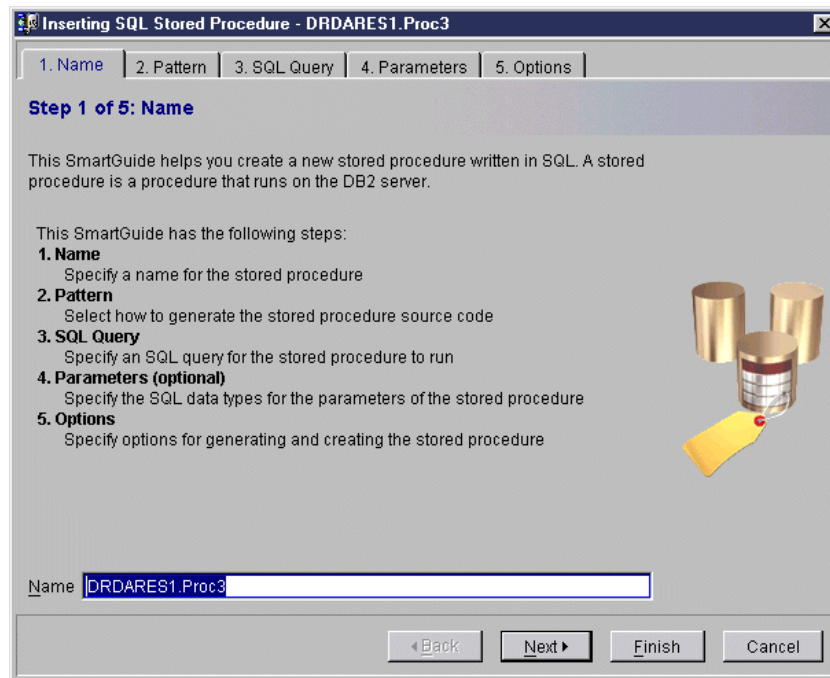 Inserting SQL Stored Procedure - DRDARES1.Proc3
1. Name
2. Pattern
3. SQL Query
4. Parameters
5. Options
Step 1 of 5: Name
This SmartGuide helps you create a new stored procedure written in SQL. A stored
procedure is a procedure that runs on the DB2 server.
This SmartGuide has the following steps:
1. Name
Specify a name for the stored procedure
2. Pattern
Select how to generate the stored procedure source code
3. SQL Query
Specify an SQL query for the stored procedure to run
4. Parameters (optional)
Specify the SQL data types for the parameters of the stored procedure
5. Options
Specify options for generating and creating the stored procedure
Name DRDARES1.Proc3
Back
Next
Finish
Cancel